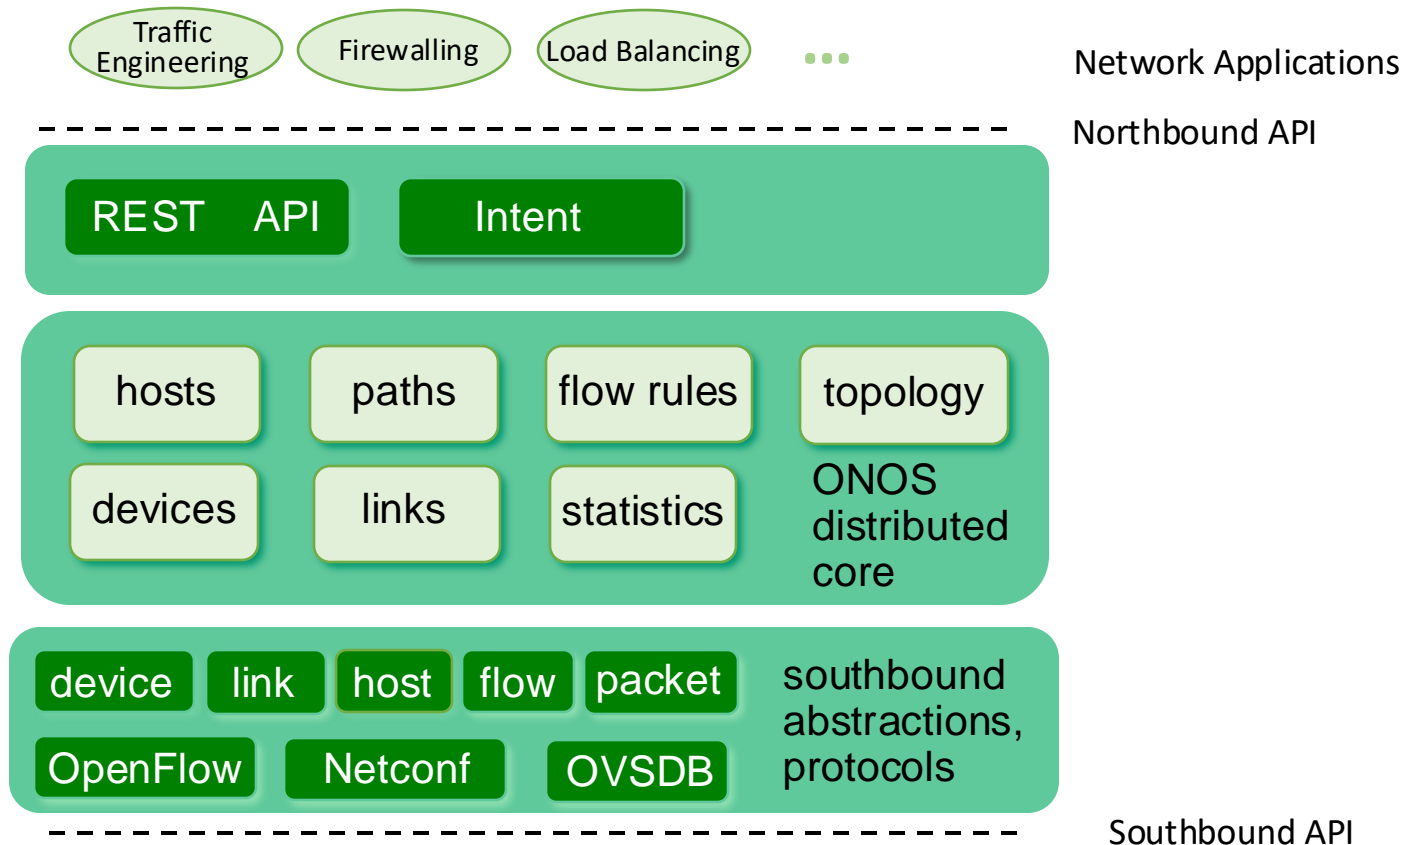 Traffic
Engineering
Firewalling
Load Balancing
...
Network Applications
Northbound API
REST API
Intent
hosts
paths
flow rules
topology
devices
links
statistics
ONOS
distributed
core
device
link
host
flow
packet
southbound
abstractions,
protocols
OpenFlow
Netconf
OVSDB
Southbound API